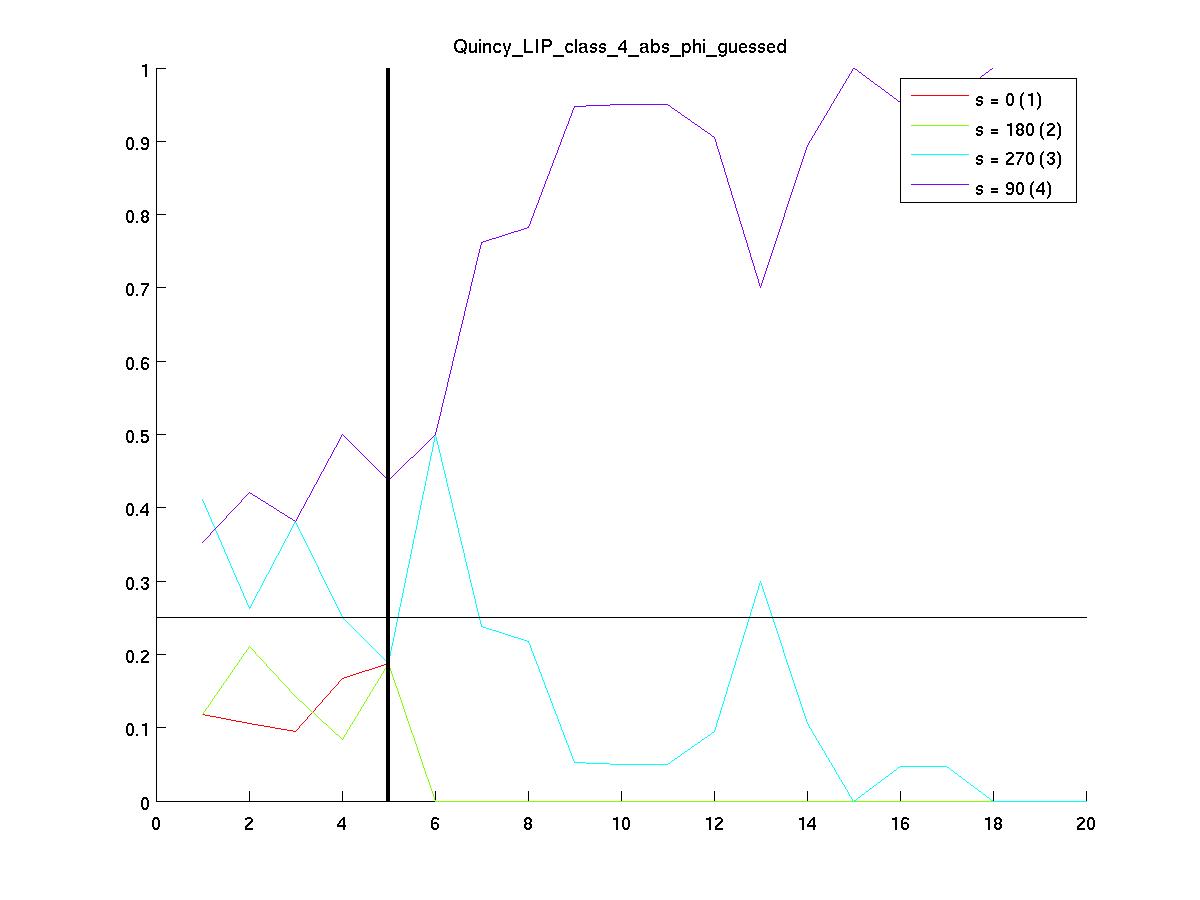 Quincy_LIP_class_4_abs_phi_guessed
1
0.9
0.8
0.7
0.6
0.5
0.4
0.3
0.2
0.1
0
s = 0 (1)
s = 180 (2)
s = 270 (3)
s = 90 (4)
0 2 4 6 8 10 12 14 16 18 20